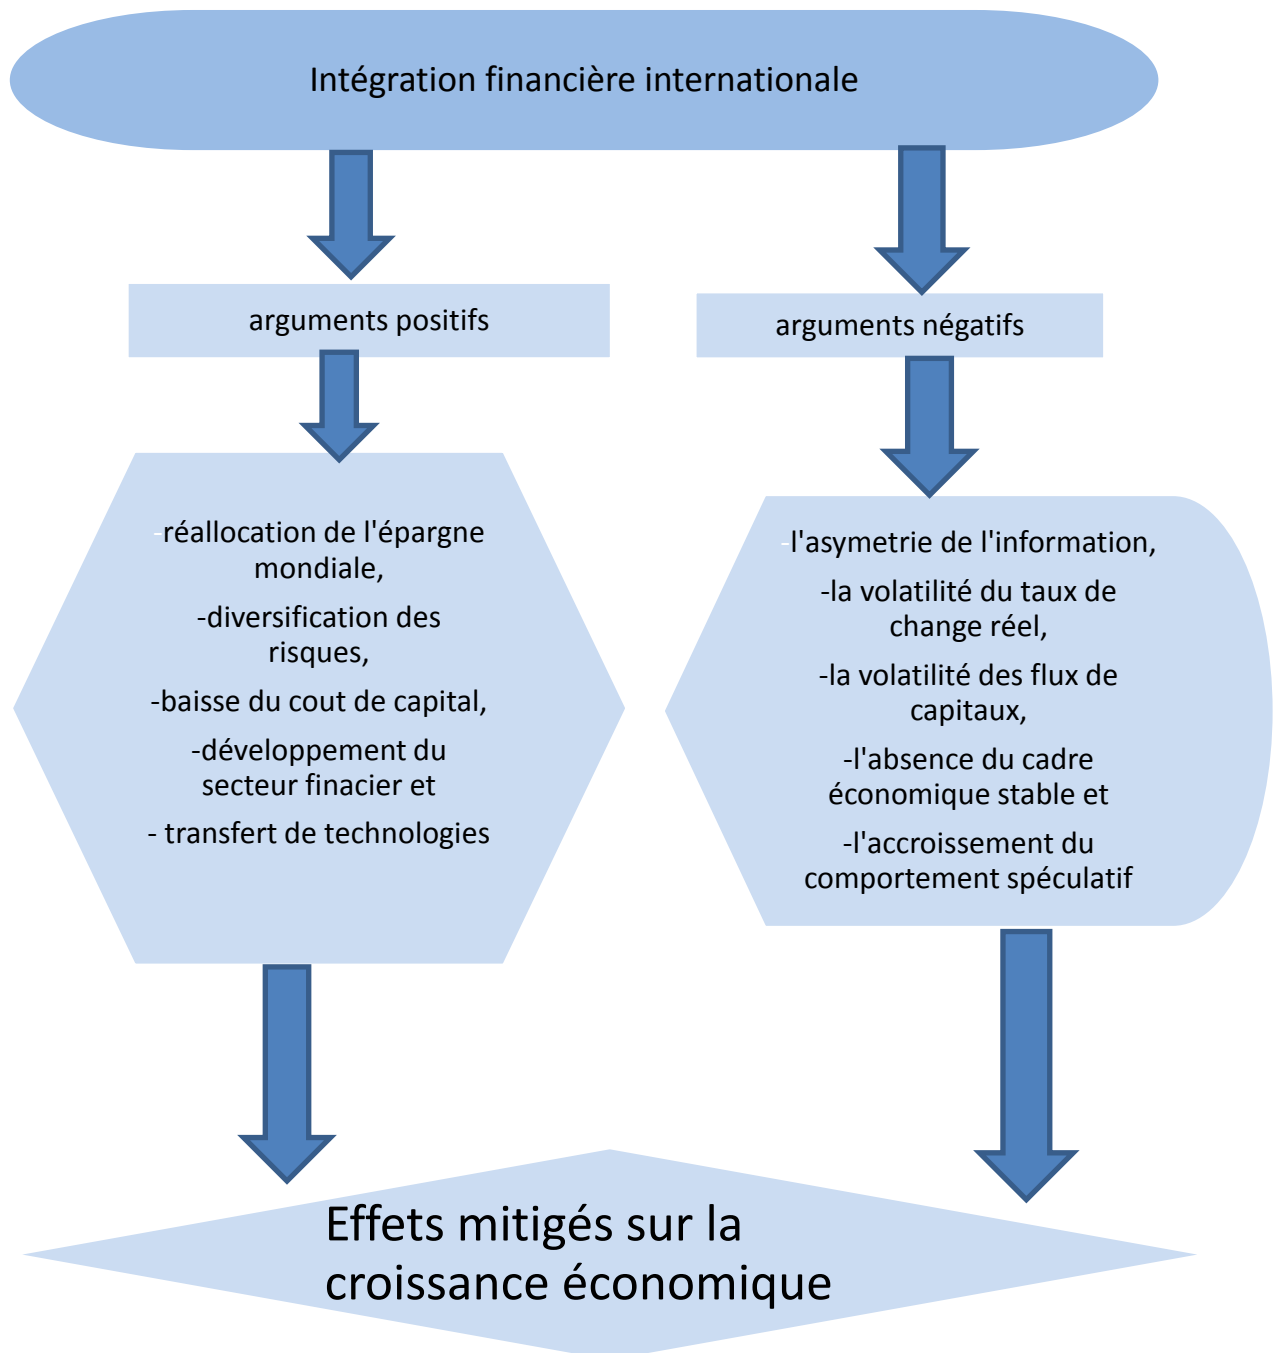 Intégration financière internationale
arguments positifs
arguments négatifs
-réallocation de l'épargne
mondiale,
-diversification des
risques,
-baisse du cout de capital,
-développement du
secteur finacier et
- transfert de technologies
-l'asymetrie de l'information,
-la volatilité du taux de
change réel,
-la volatilité des flux de
capitaux,
-l'absence du cadre
économique stable et
-l'accroissement du
comportement spéculatif
Effets mitigés sur la
croissance économique